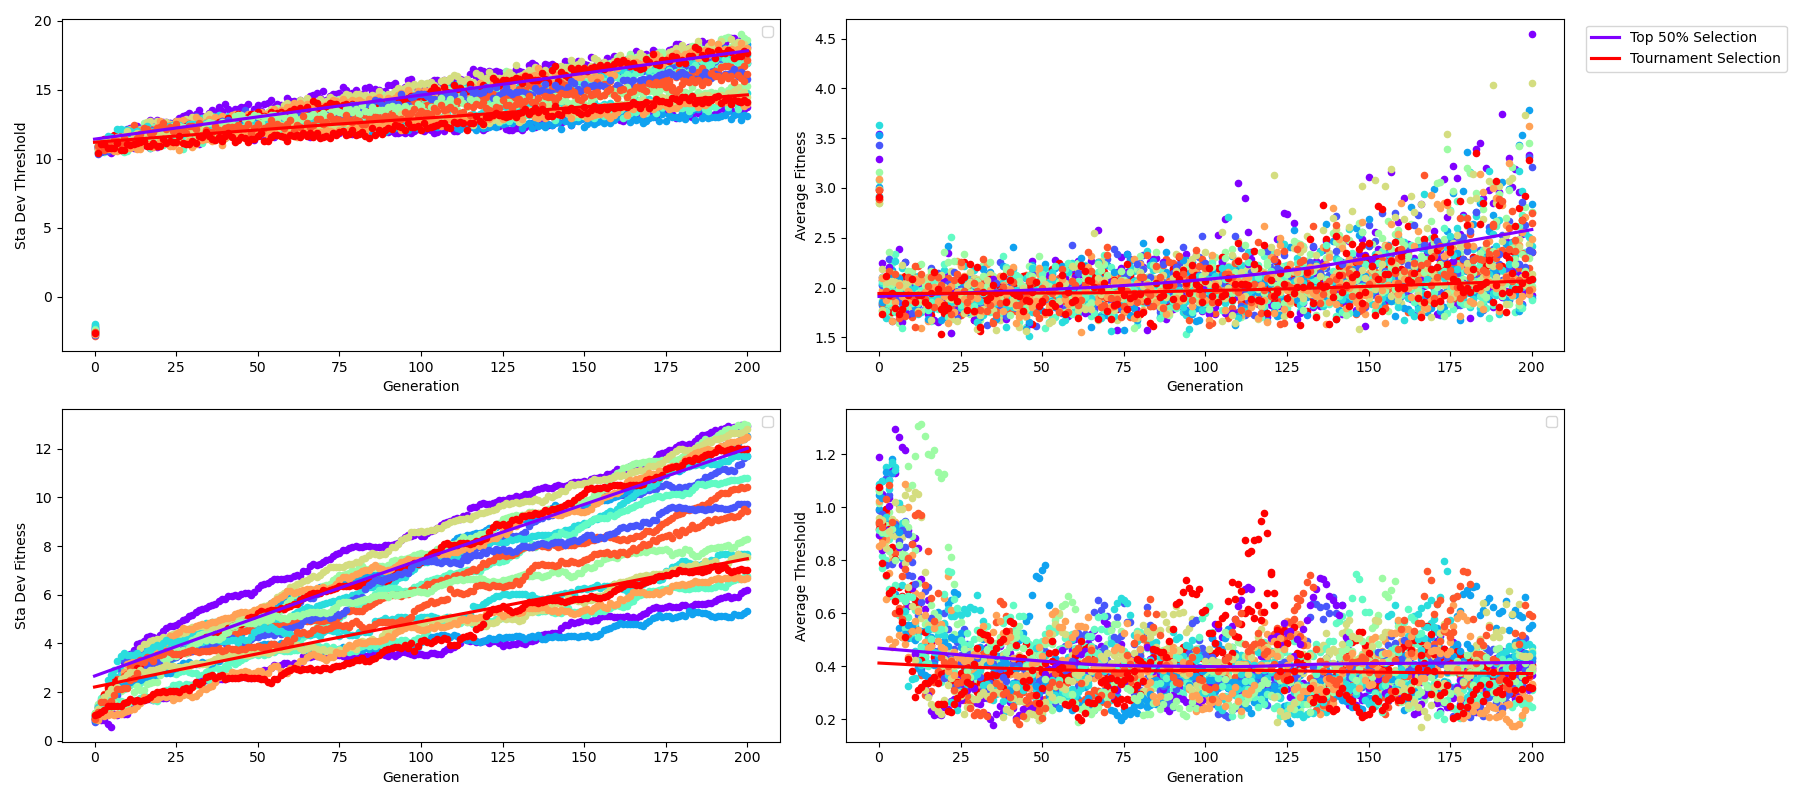 20
15
10
5
0
Sta Dev Threshold
0 25 50 75 100 125 150 175 200
Generation
4.5
4.0
3.5
3.0
2.5
2.0
1.5
Average Fitness
0 25 50 75 100 125 150 175 200
Generation
Top 50% Selection
Tournament Selection
12
10
8
6
4
2
0
Sta Dev Fitness
0 25 50 75 100 125 150 175 200
Generation
1.2
1.0
0.8
0.6
0.4
0.2
Average Threshold
0 25 50 75 100 125 150 175 200
Generation